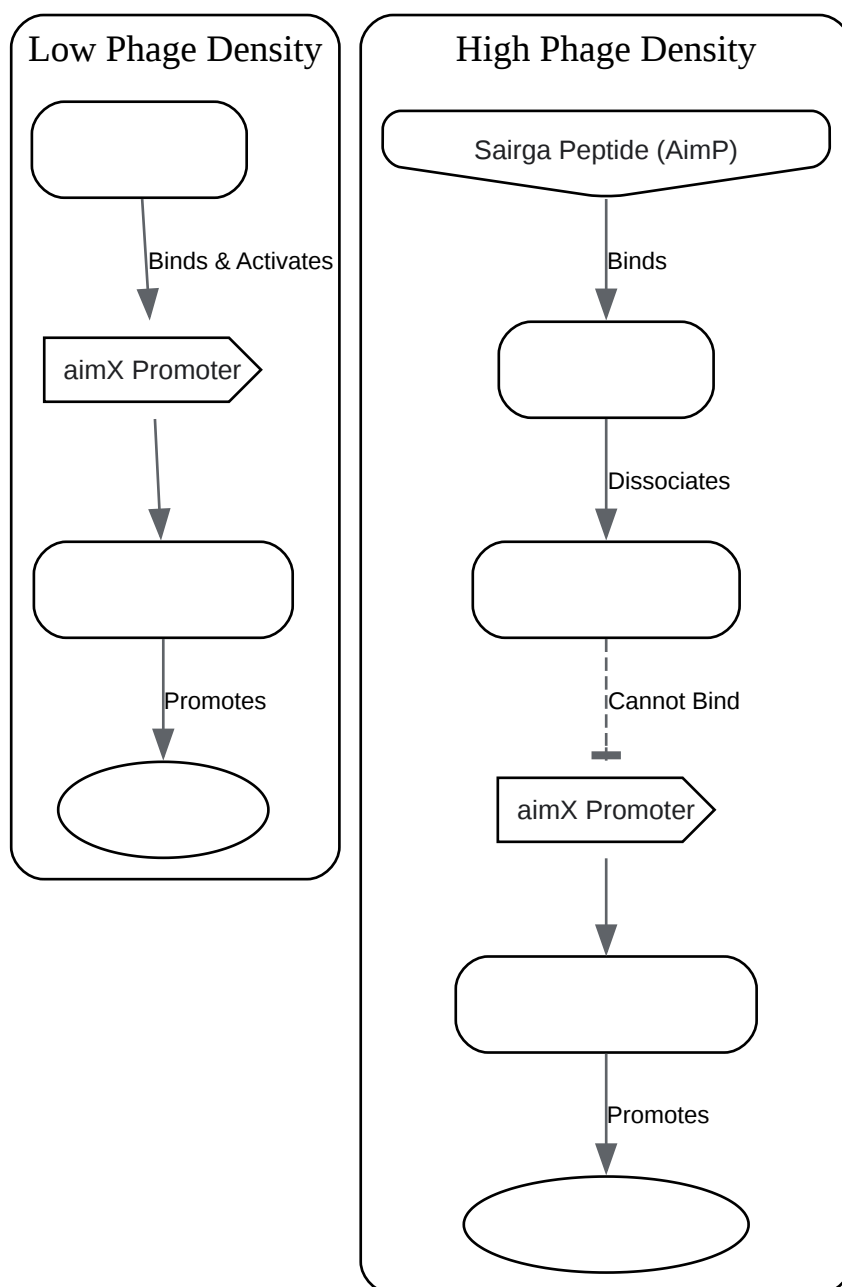 Low Phage Density
Binds & Activates
aimX Promoter
Promotes
High Phage Density
Sairga Peptide (AimP)
Binds
Dissociates
Cannot Bind
aimX Promoter
Promotes